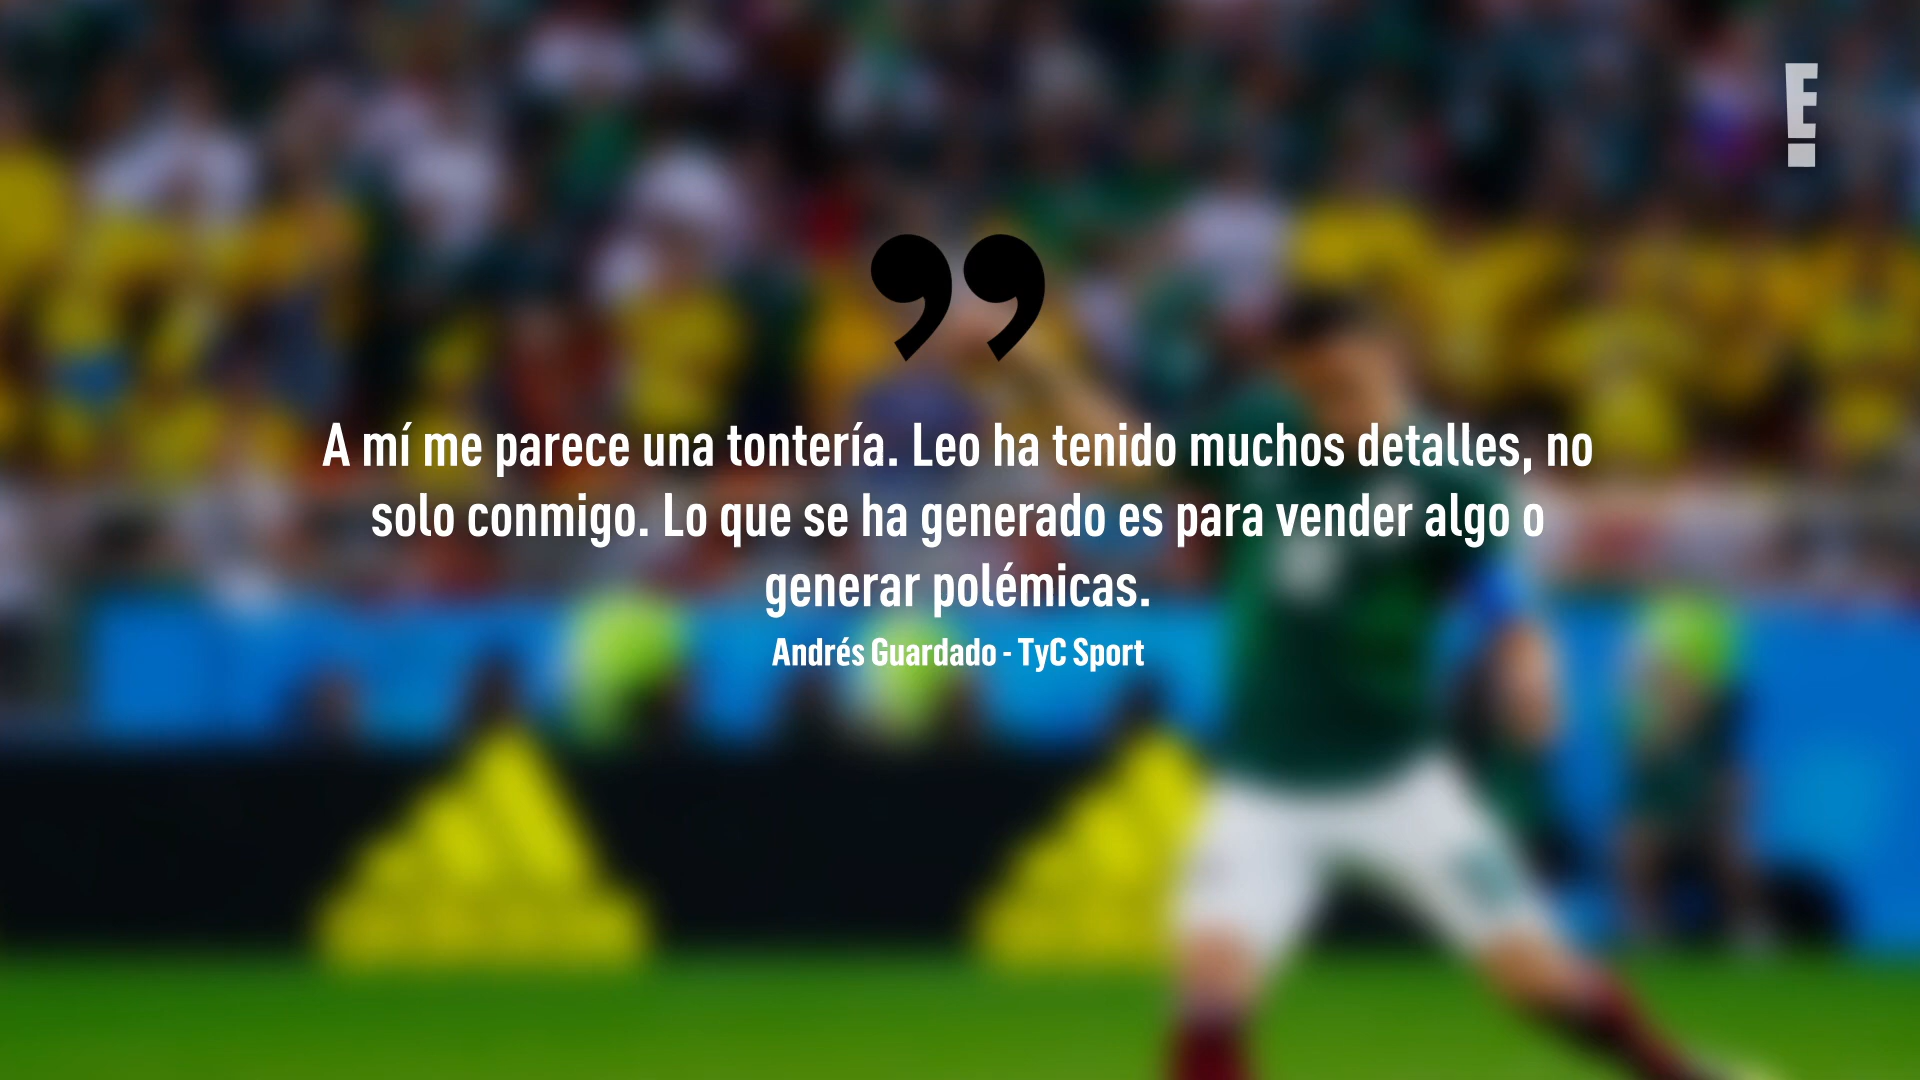 E!
”
A mí me parece una tontería. Leo ha tenido muchos detalles, no
solo conmigo. Lo que se ha generado es para vender algo o
generar polémicas.
Andrés Guardado - TyC Sport